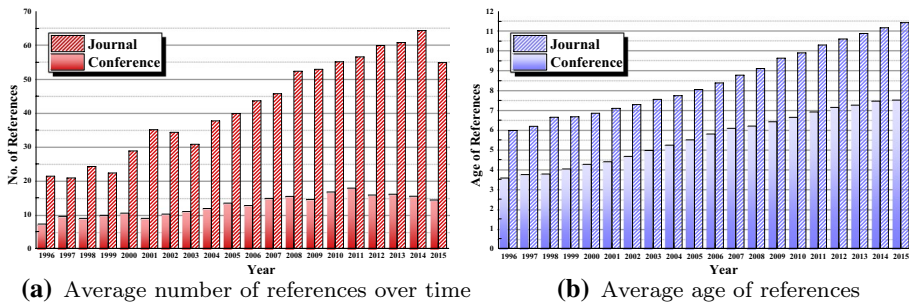 70
60
50
40
30
20
10
0
No. of References
Journal
Conference
1996 1997 1998 1999 2000 2001 2002 2003 2004 2005 2006 2007 2008 2009 2010 2011 2012 2013 2014 2015
Year
(a) Average number of references over time
12
11
10
9
8
7
6
5
4
3
2
1
0
Age of References
Journal
Conference
1996 1997 1998 1999 2000 2001 2002 2003 2004 2005 2006 2007 2008 2009 2010 2011 2012 2013 2014 2015
Year
(b) Average age of references